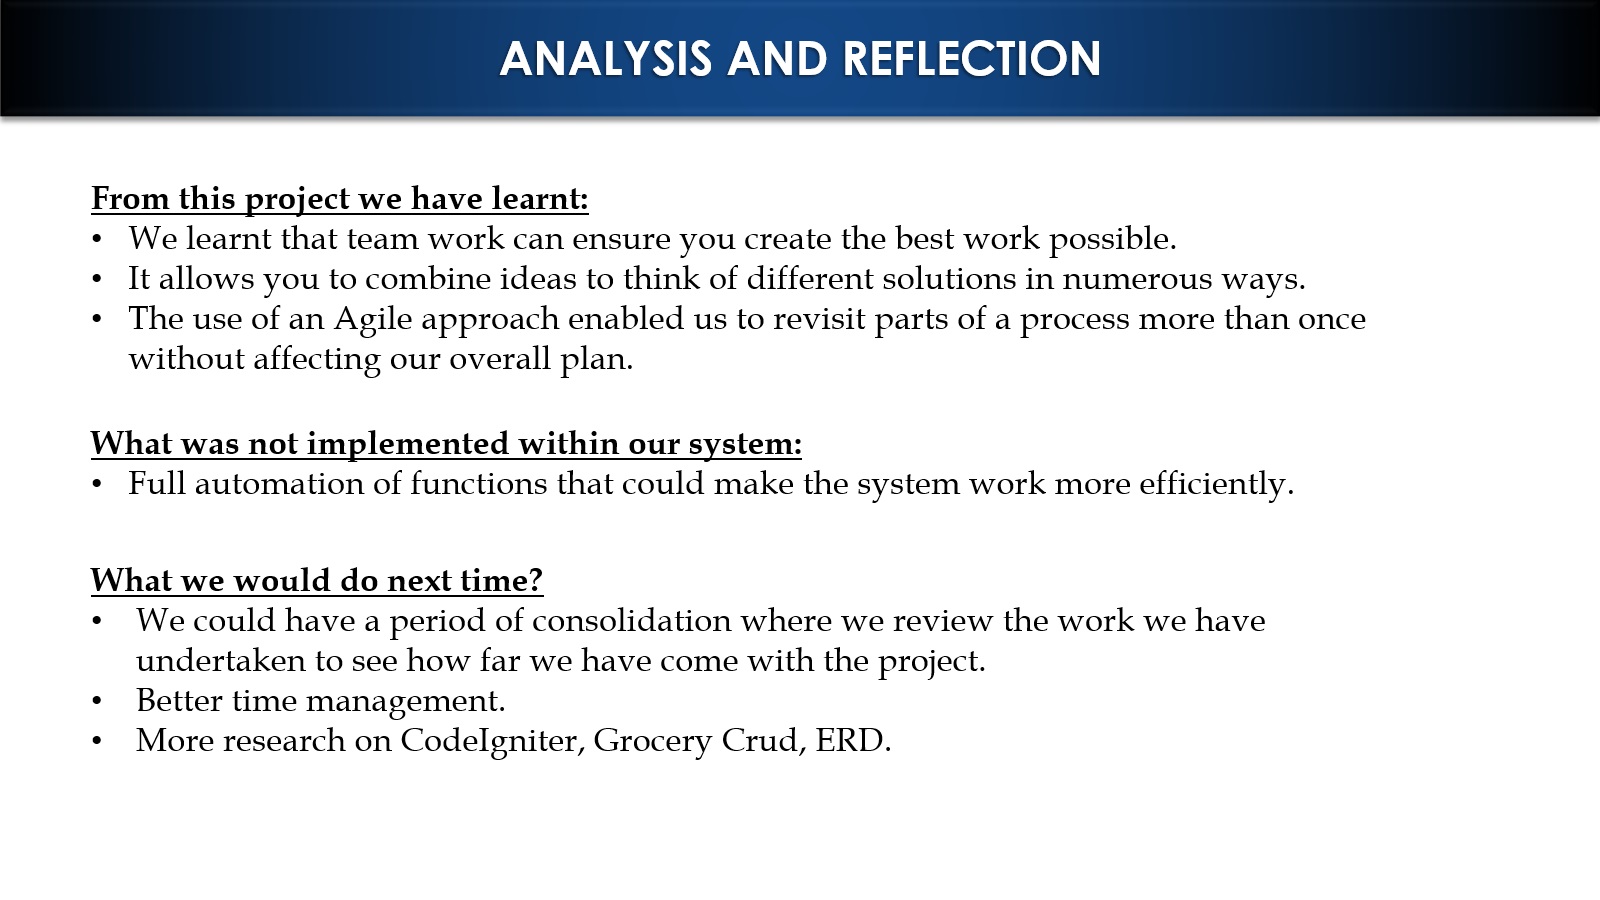 ANALYSIS AND REFLECTION
From this project we have learnt:
• We learnt that team work can ensure you create the best work possible.
• It allows you to combine ideas to think of different solutions in numerous ways.
• The use of an Agile approach enabled us to revisit parts of a process more than once
without affecting our overall plan.
What was not implemented within our system:
• Full automation of functions that could make the system work more efficiently.
What we would do next time?
• We could have a period of consolidation where we review the work we have
undertaken to see how far we have come with the project.
• Better time management.
• More research on CodeIgniter, Grocery Crud, ERD.